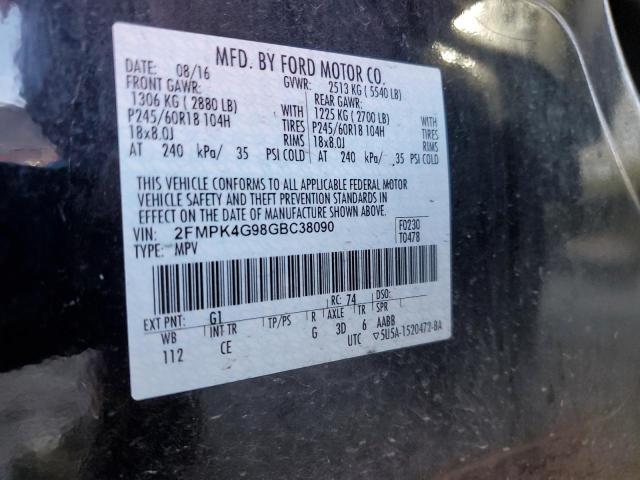 MFD. BY FORD MOTOR CO.
DATE: 08/16 GVWR: 2513 KG ( 5540 LB)
FRONT GAWR: REAR GAWR:
1306 KG ( 2880 LB) WITH 1225 KG ( 2700 LB) WITH
P245/60R18 104H TIRES P245/60R18 104H TIRES
18x8.0J RIMS 18x8.0J RIMS
AT 240 kPa/ 35 PSI COLD AT 240 kPa/ 35 PSI COLD
THIS VEHICLE CONFORMS TO ALL APPLICABLE FEDERAL MOTOR
VEHICLE SAFETY AND THEFT PREVENTION STANDARDS IN
EFFECT ON THE DATE OF MANUFACTURE SHOWN ABOVE.
VIN: 2FMPK4G98GBC38090 F0230
TYPE: MPV T0478
EXT PNT: G1 RC: 74 DSO:
WB INT TR TP/PS R AXLE TR SPR
112 CE G 3D 6 AABB
UTC ▽5U5A-1520472-BA